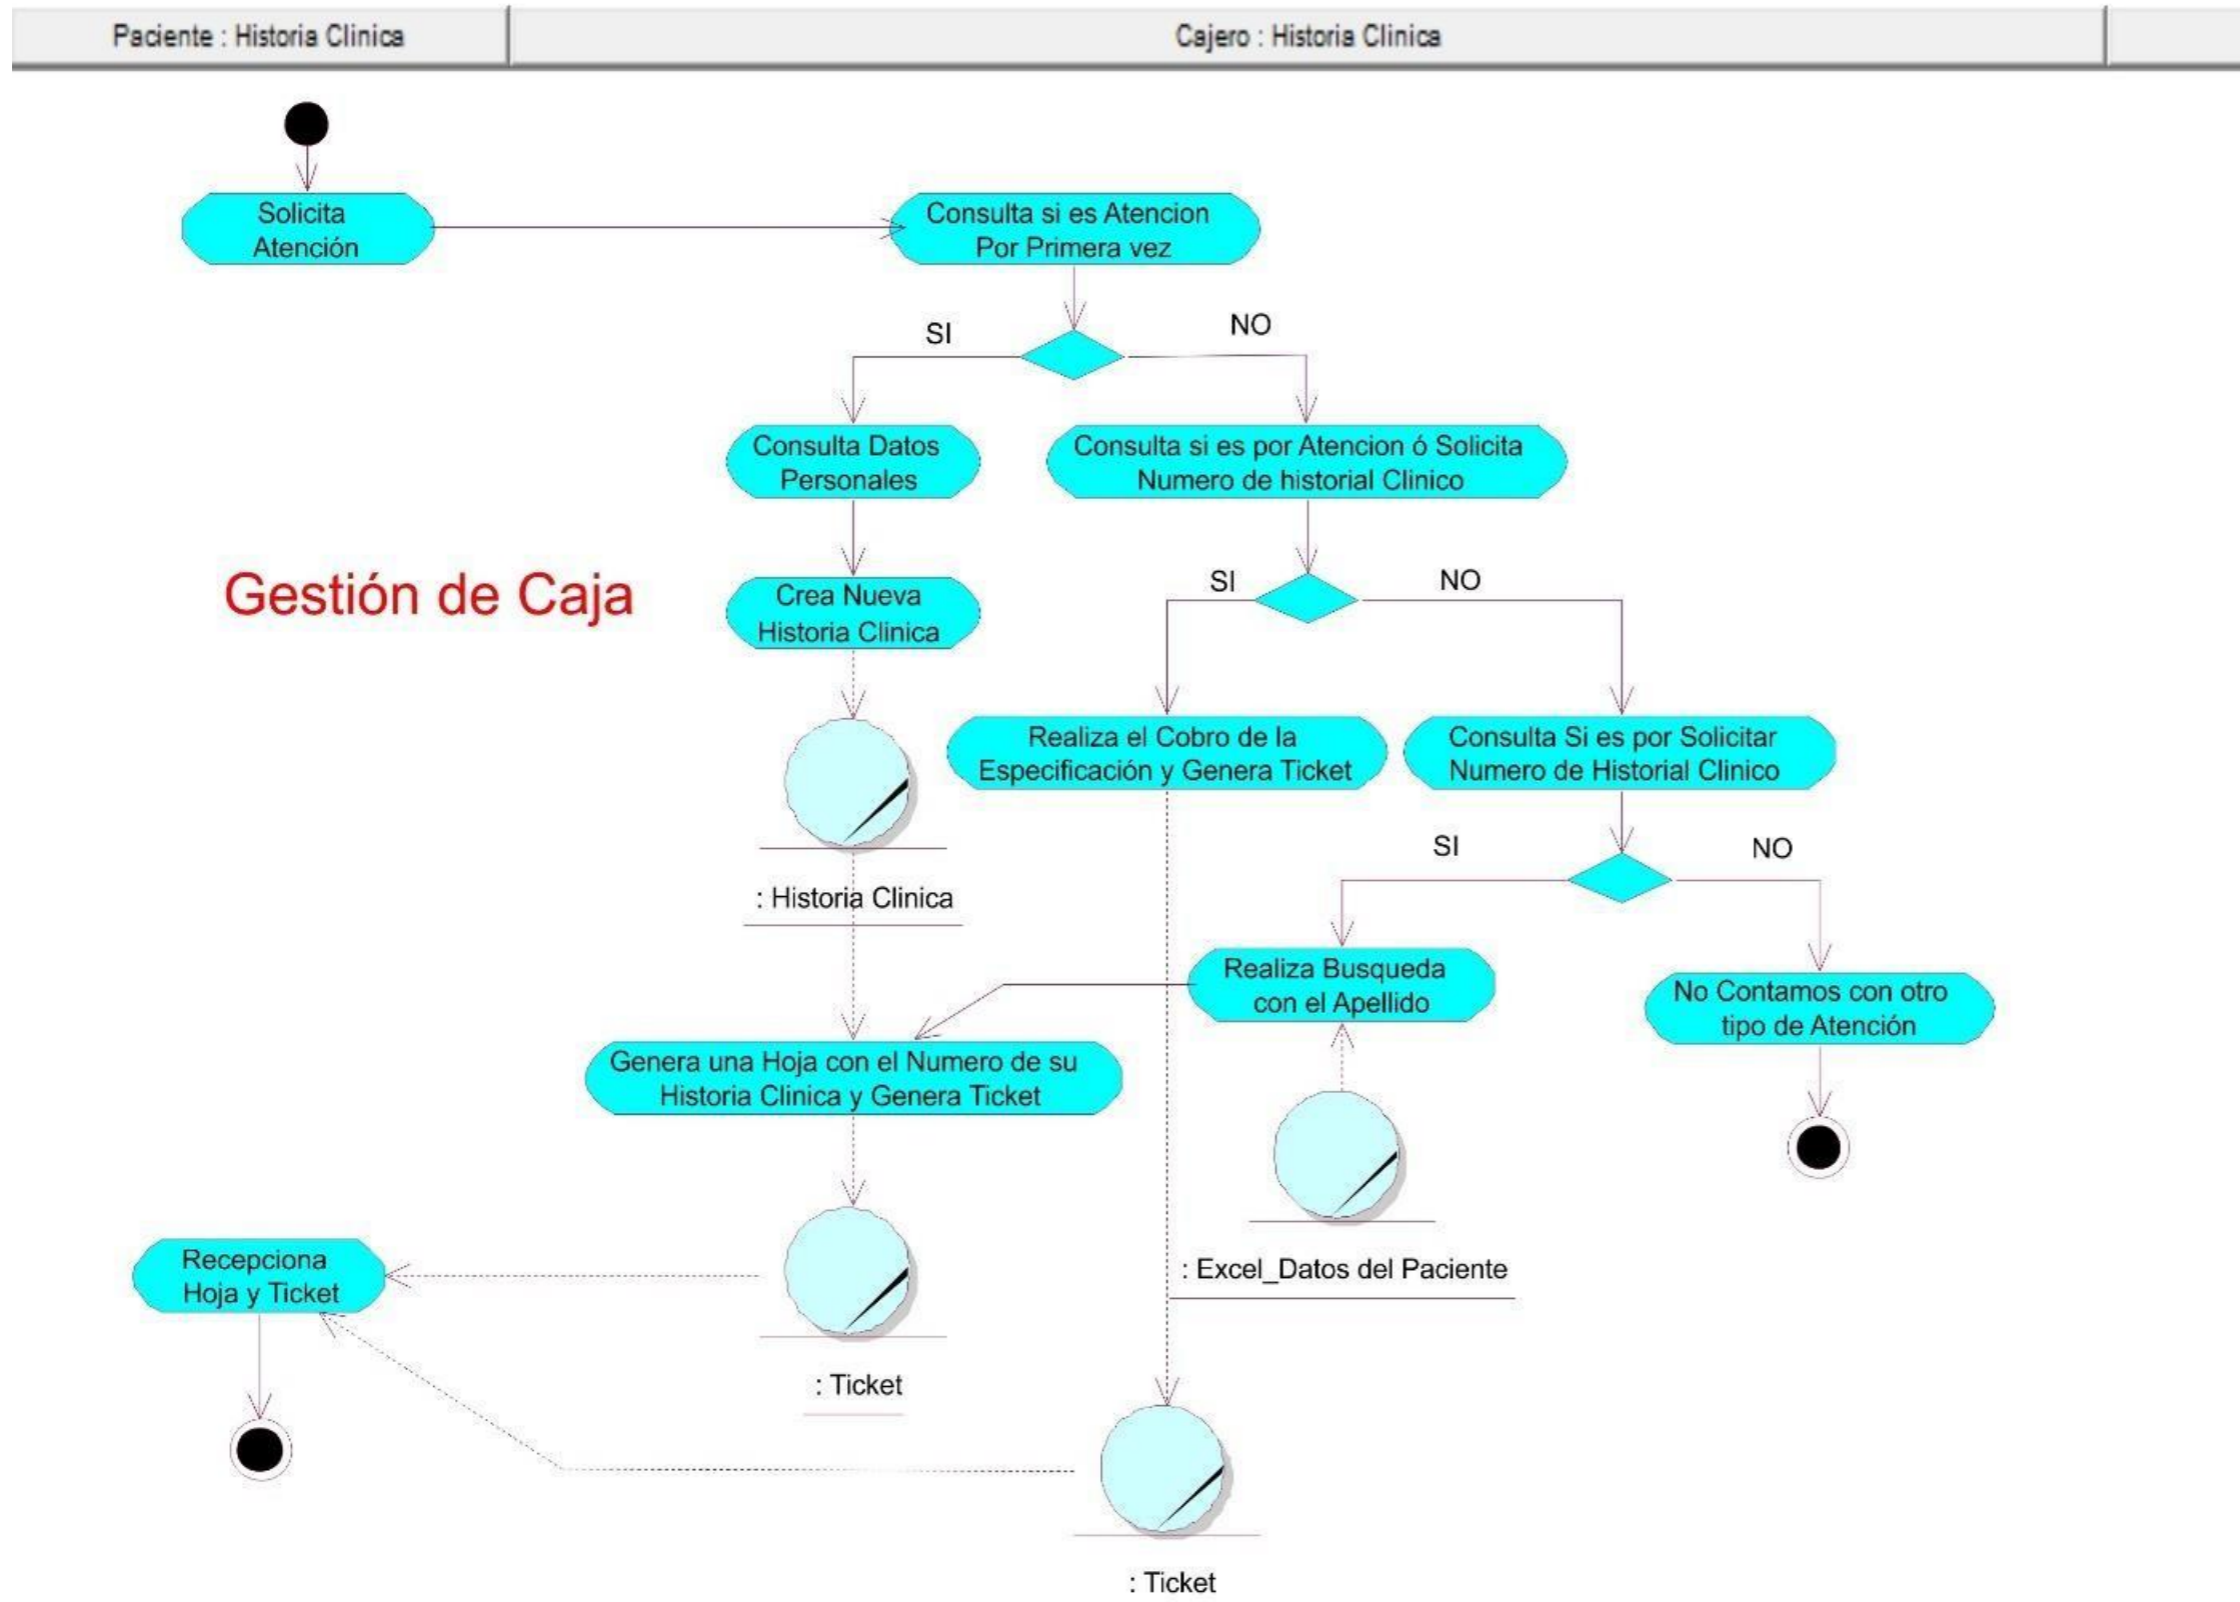 Paciente : Historia Clinica
Cajero : Historia Clinica
Solicita
Atención
Consulta si es Atencion
Por Primera vez
SI
NO
Consulta Datos
Personales
Consulta si es por Atencion ó Solicita
Numero de historial Clinico
Gestión de Caja
Crea Nueva
Historia Clinica
SI
NO
Realiza el Cobro de la
Especificación y Genera Ticket
Consulta Si es por Solicitar
Numero de Historial Clinico
SI
NO
: Historia Clinica
Realiza Busqueda
con el Apellido
No Contamos con otro
tipo de Atención
Genera una Hoja con el Numero de su
Historia Clinica y Genera Ticket
Recepciona
Hoja y Ticket
: Excel_Datos del Paciente
: Ticket
: Ticket